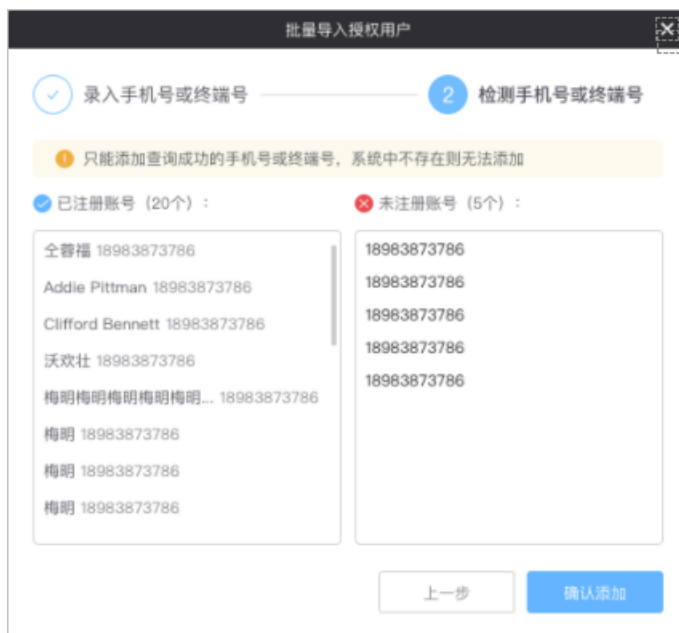 批量导入授权用户
录入手机号或终端号
2 检测手机号或终端号
只能添加查询成功的手机号或终端号，系统中不存在则无法添加
已注册账号（20个）：
未注册账号（5个）：
仝蓉福 18983873786
Addie Pittman 18983873786
Clifford Bennett 18983873786
沃欢壮 18983873786
梅明梅明梅明梅明梅明... 18983873786
梅明 18983873786
梅明 18983873786
梅明 18983873786
18983873786
18983873786
18983873786
18983873786
18983873786
上一步
确认添加